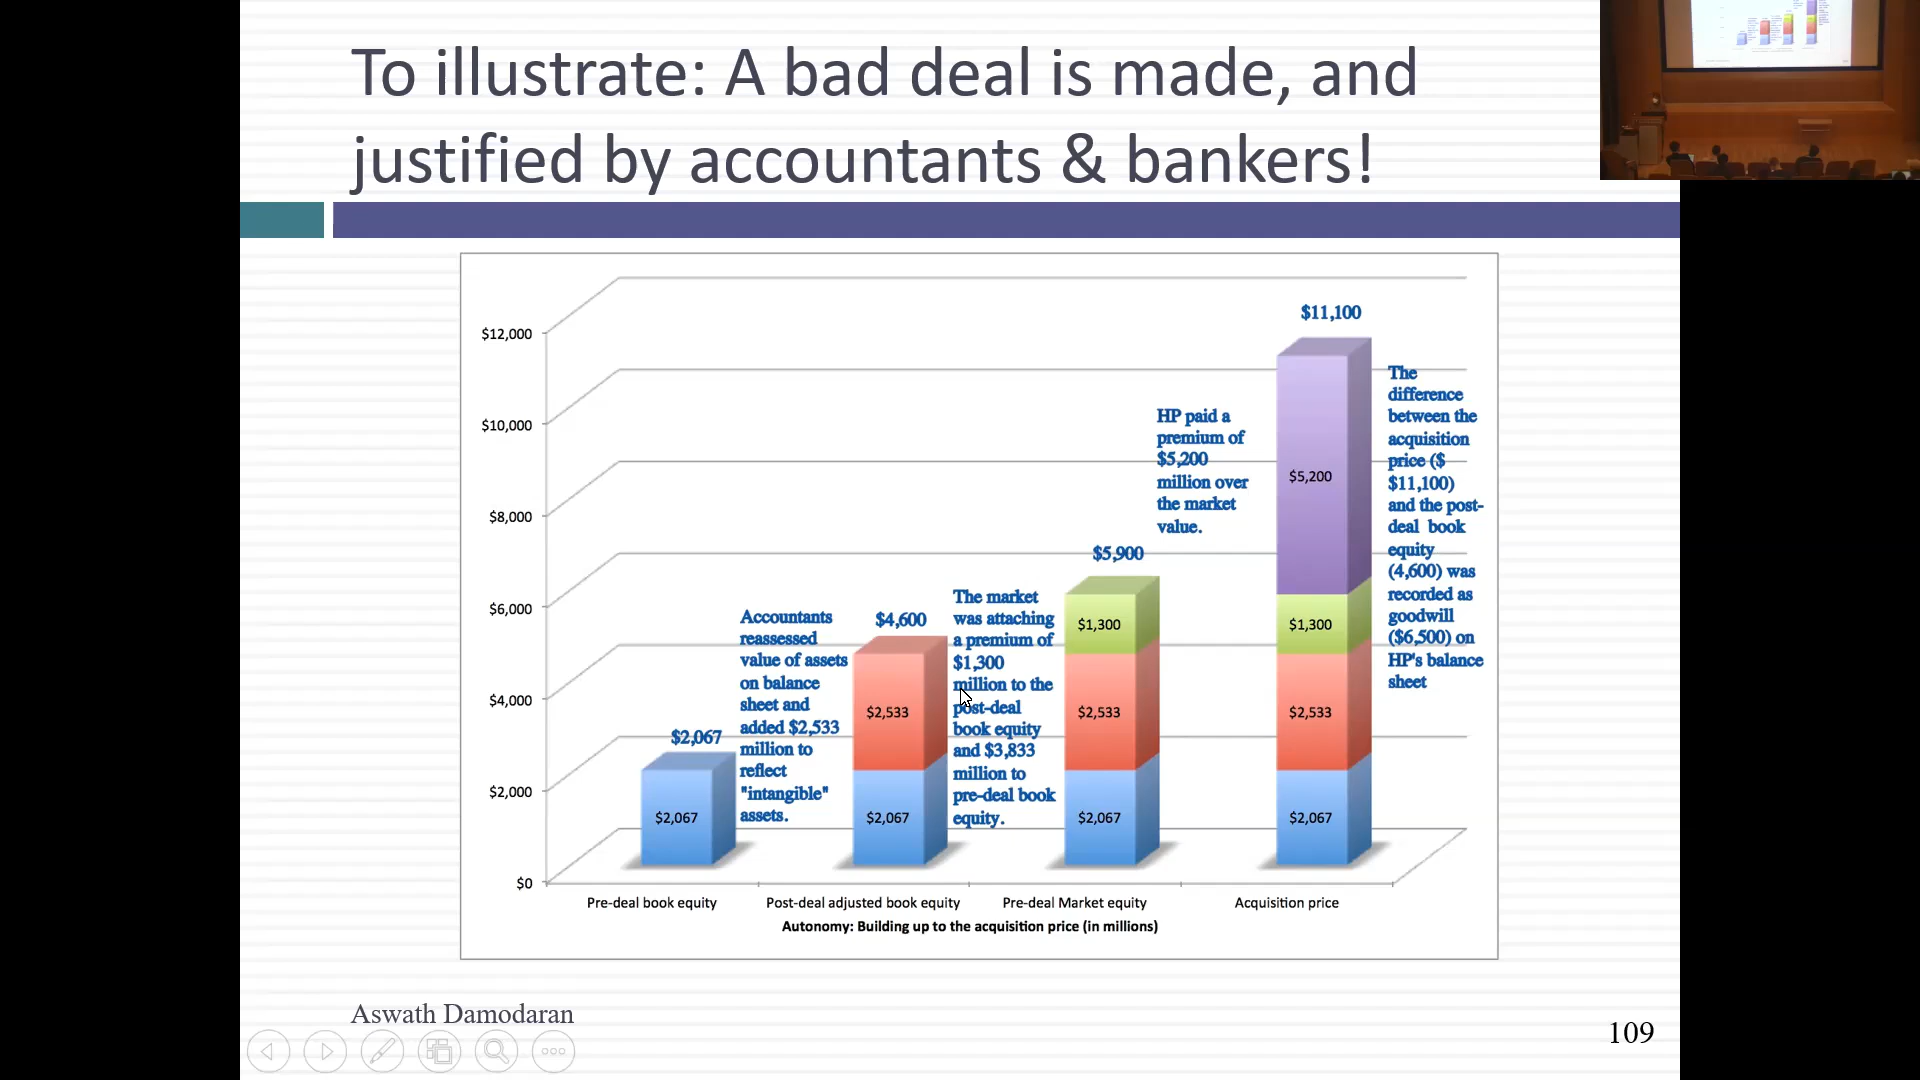 To illustrate: A bad deal is made, and
justified by accountants & bankers!
$12,000
$10,000
$8,000
$6,000
$4,000
$2,000
$0
$2,067
$2,067
Accountants
reassessed
value of assets
on balance
sheet and
added $2,533
million to
reflect
"intangible"
assets.
$4,600
$2,533
$2,067
The market
was attaching
a premium of
$1,300
million to the
post-deal
book equity
and $3,833
million to
pre-deal book
equity.
$5,900
$1,300
$2,533
$2,067
HP paid a
premium of
$5,200
million over
the market
value.
$11,100
$5,200
$1,300
$2,533
$2,067
The
difference
between the
acquisition
price ($
$11,100)
and the post-
deal book
equity
(4,600) was
recorded as
goodwill
($6,500) on
HP's balance
sheet
Pre-deal book equity
Post-deal adjusted book equity
Pre-deal Market equity
Acquisition price
Autonomy: Building up to the acquisition price (in millions)
Aswath Damodaran
109